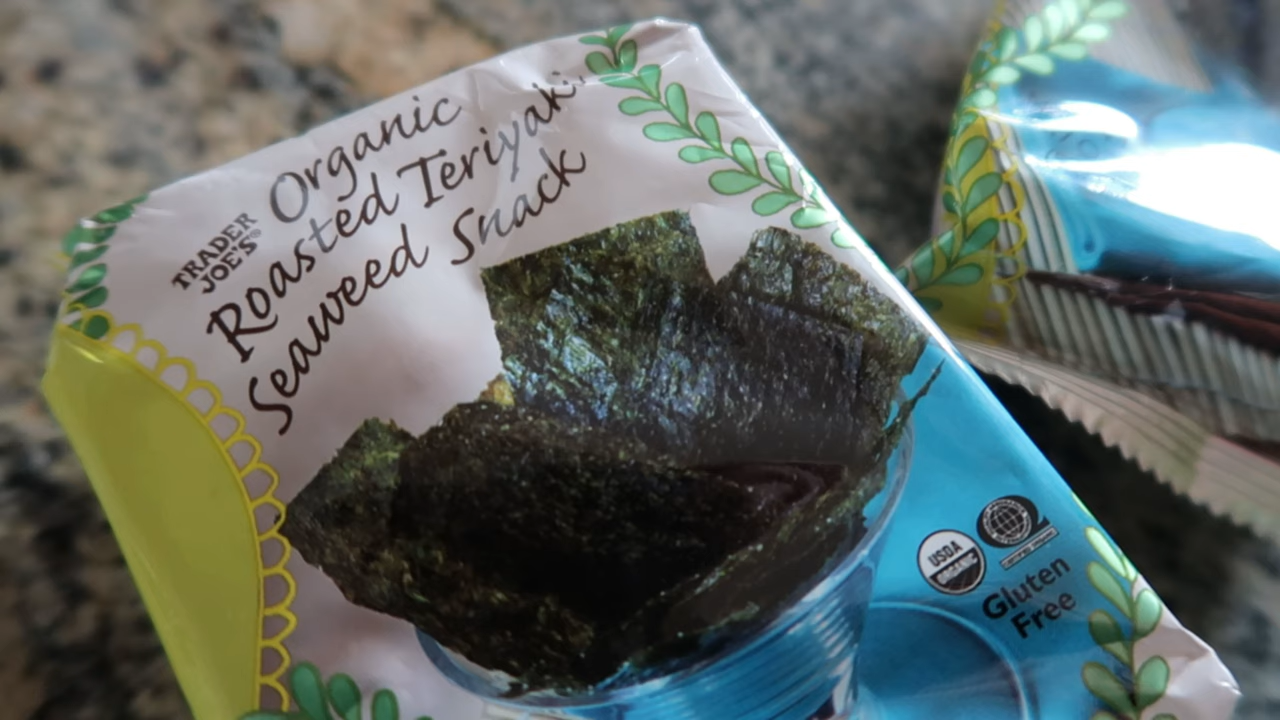 TRADER
JOE'S®
Organic
Roasted Teriyaki
Seaweed Snack
USDA
ORGANIC
Gluten
Free